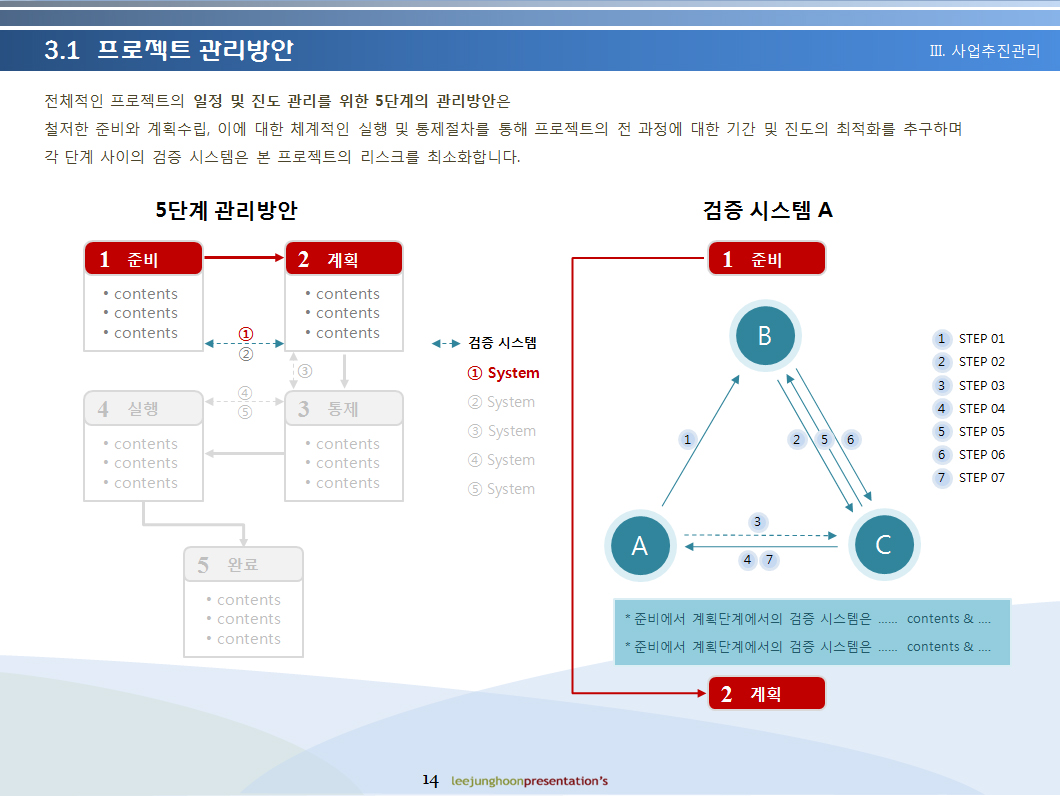 3.1 프로젝트 관리방안
Ⅲ. 사업추진관리
전체적인 프로젝트의 일정 및 진도 관리를 위한 5단계의 관리방안은
철저한 준비와 계획수립, 이에 대한 체계적인 실행 및 통제절차를 통해 프로젝트의 전 과정에 대한 기간 및 진도의 최적화를 추구하며
각 단계 사이의 검증 시스템은 본 프로젝트의 리스크를 최소화합니다.
5단계 관리방안
1 준비
• contents
• contents
• contents
2 계획
• contents
• contents
• contents
①
②
③
④
⑤
4 실행
• contents
• contents
• contents
3 통제
• contents
• contents
• contents
5 완료
• contents
• contents
• contents
검증 시스템
① System
② System
③ System
④ System
⑤ System
검증 시스템 A
1 준비
B
1
2
5
6
A
3
C
4 7
1 STEP 01
2 STEP 02
3 STEP 03
4 STEP 04
5 STEP 05
6 STEP 06
7 STEP 07
* 준비에서 계획단계에서의 검증 시스템은 ...... contents & ....
* 준비에서 계획단계에서의 검증 시스템은 ...... contents & ....
2 계획
14 leejunghoonpresentation's